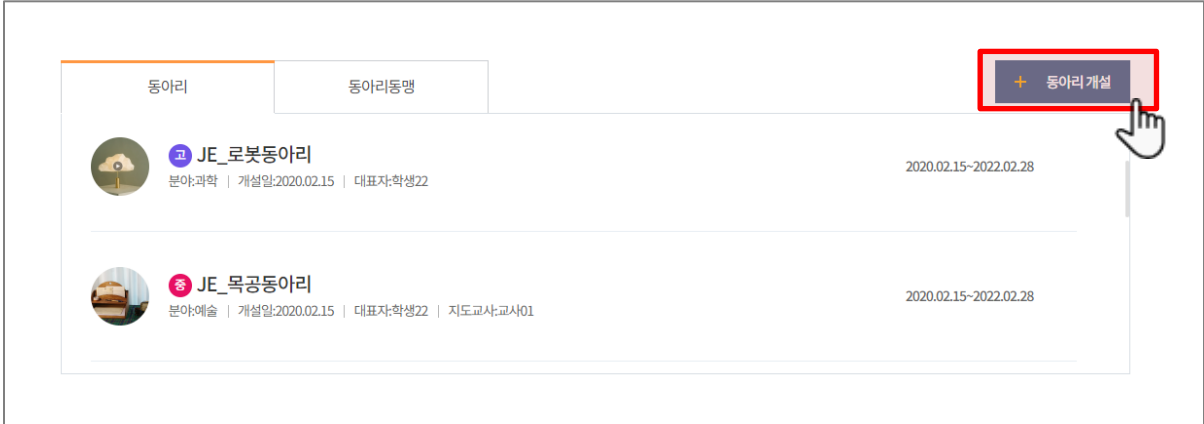 동아리
동아리동맹
+ 동아리 개설
고 JE_로봇동아리
분야:과학 | 개설일:2020.02.15 | 대표자:학생22
2020.02.15~2022.02.28
중 JE_목공동아리
분야:예술 | 개설일:2020.02.15 | 대표자:학생22 | 지도교사:교사01
2020.02.15~2022.02.28